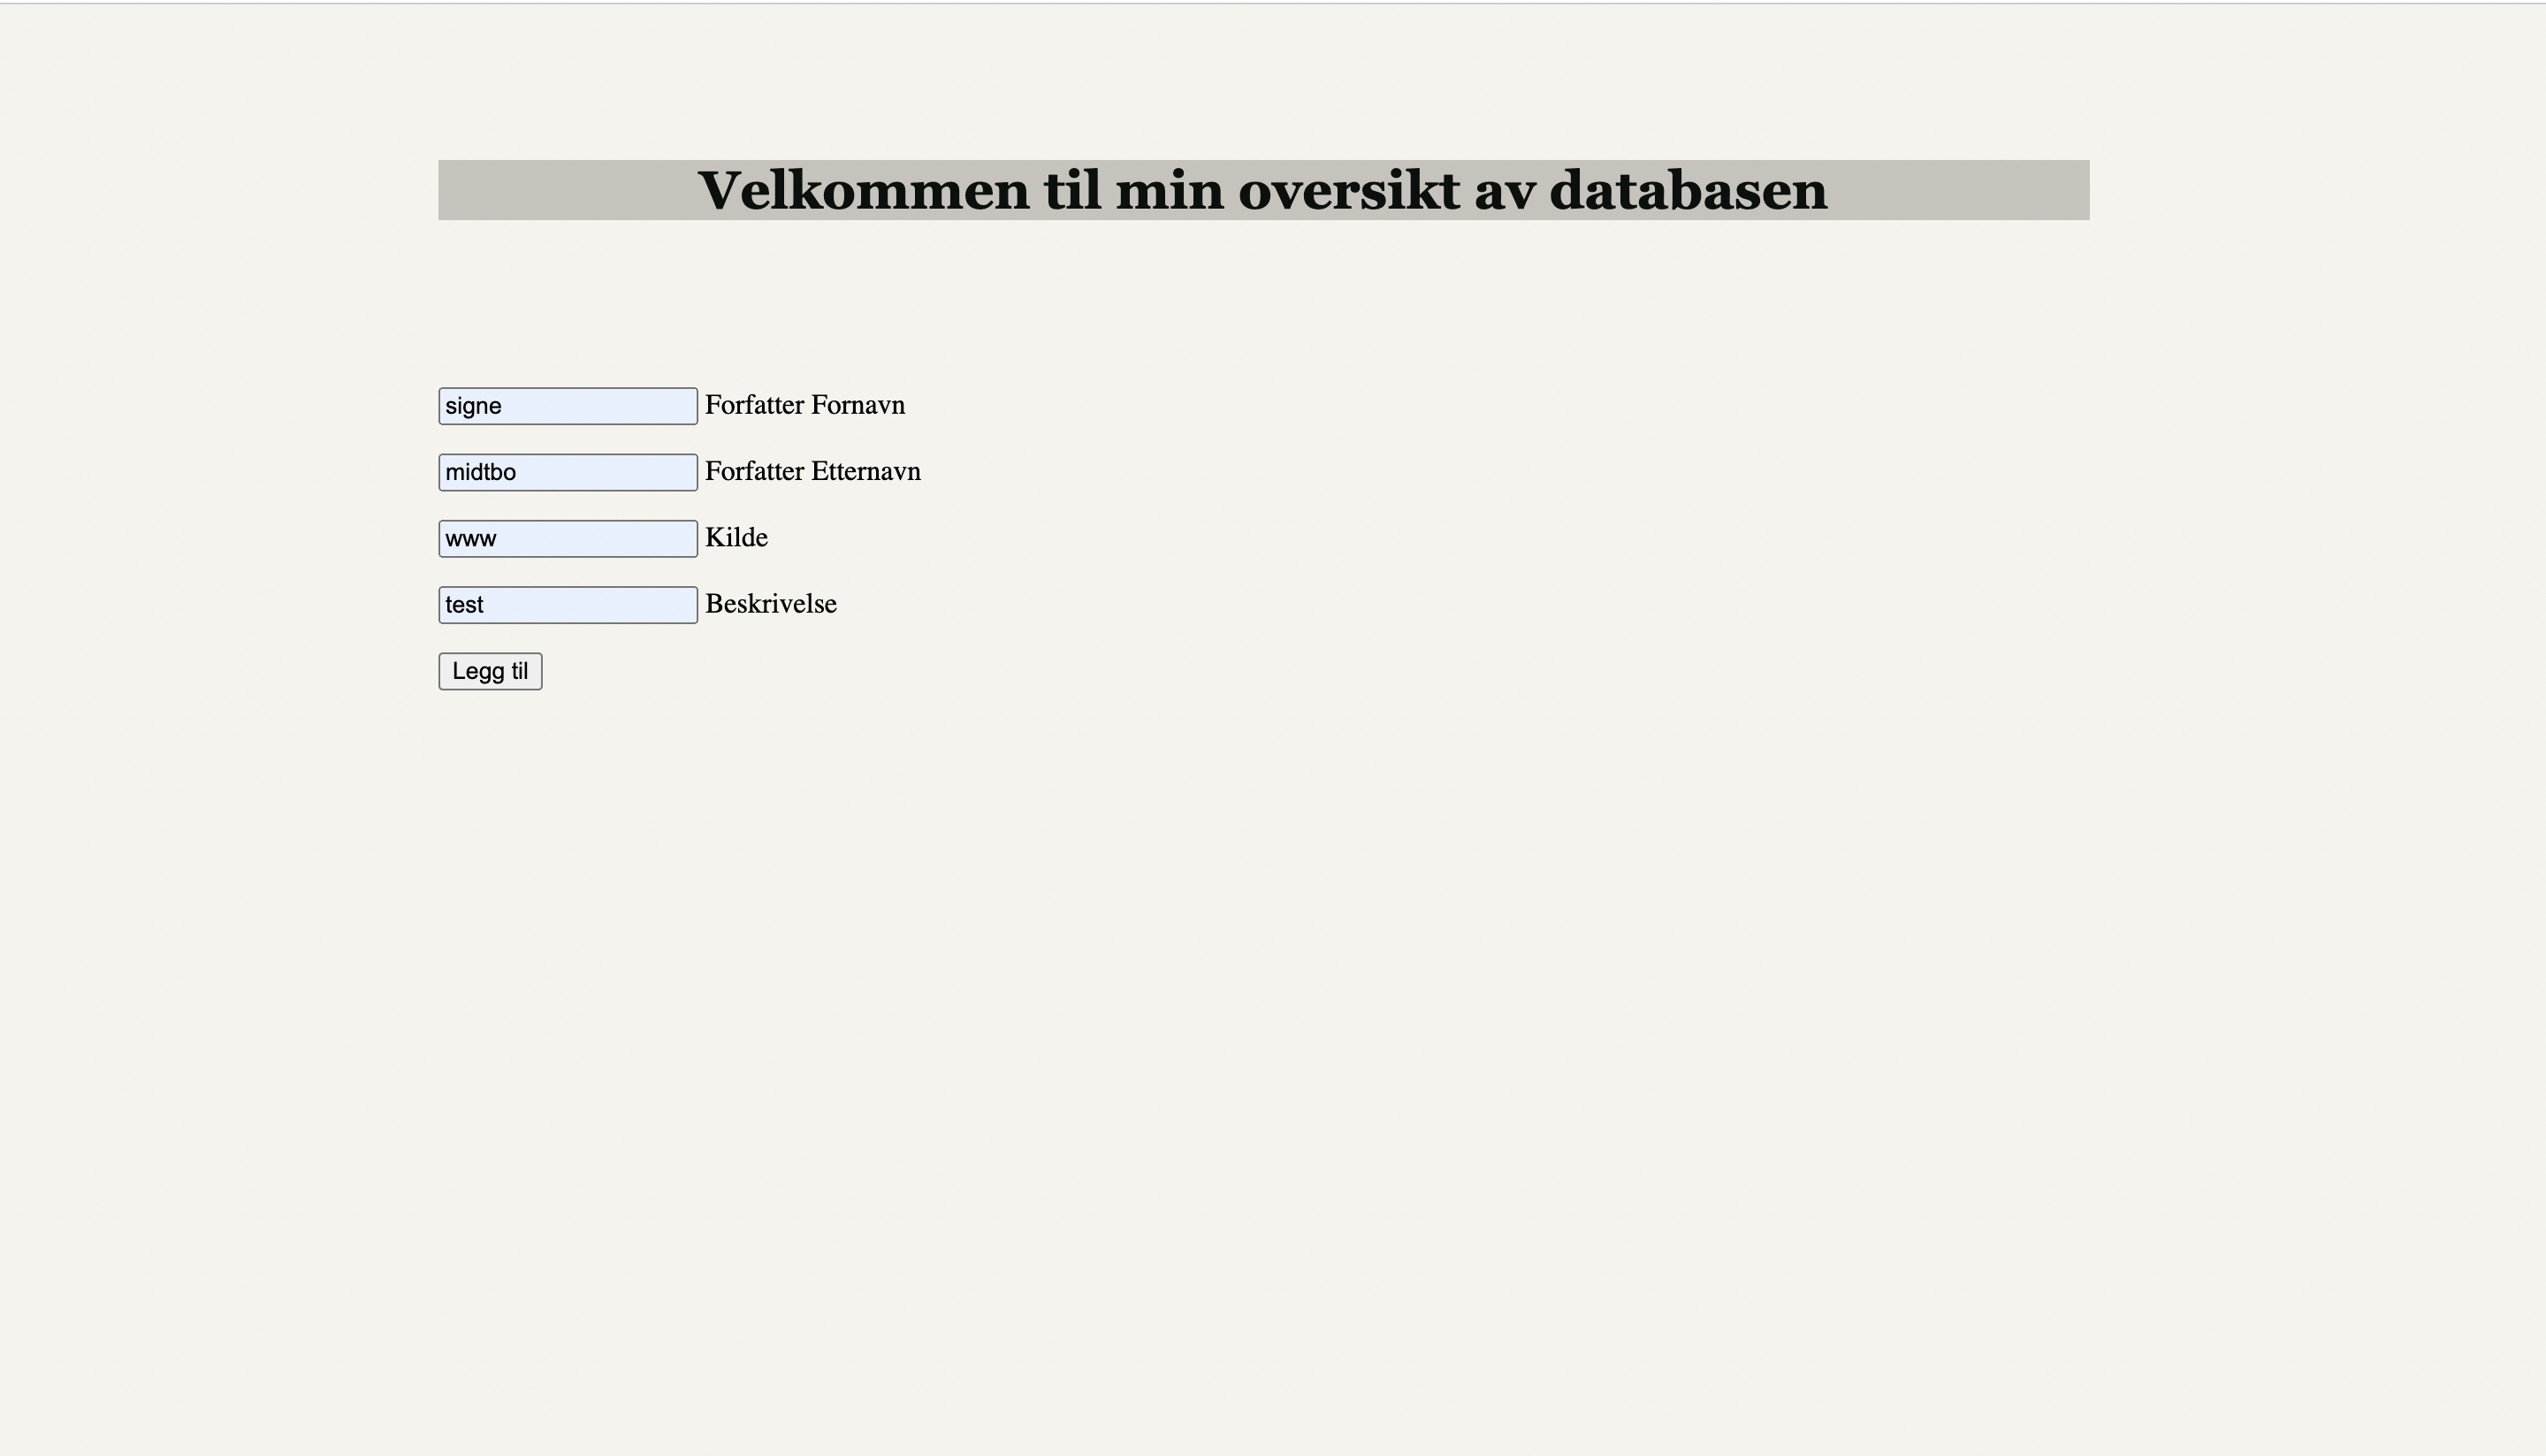 Velkommen til min oversikt av databasen
signe Forfatter Fornavn
midtbo Forfatter Etternavn
www Kilde
test Beskrivelse
Legg til